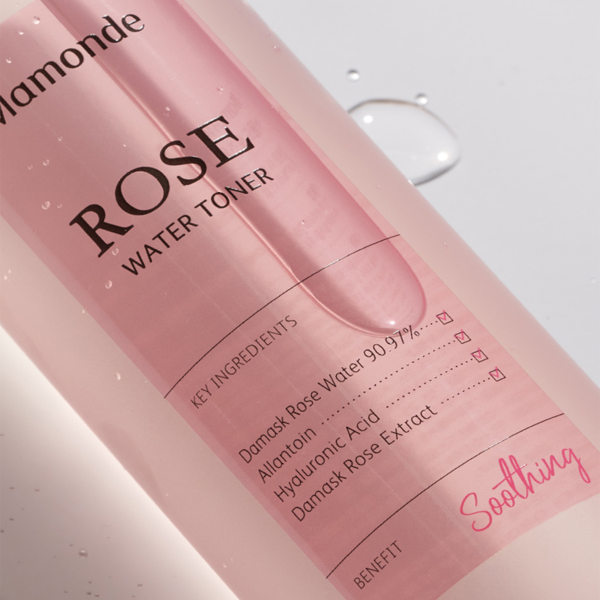 Mamonde
ROSE
WATER TONER
KEY INGREDIENTS
Damask Rose Water 90.97%
Allantoin
Hyaluronic Acid
Damask Rose Extract
BENEFIT
Soothing